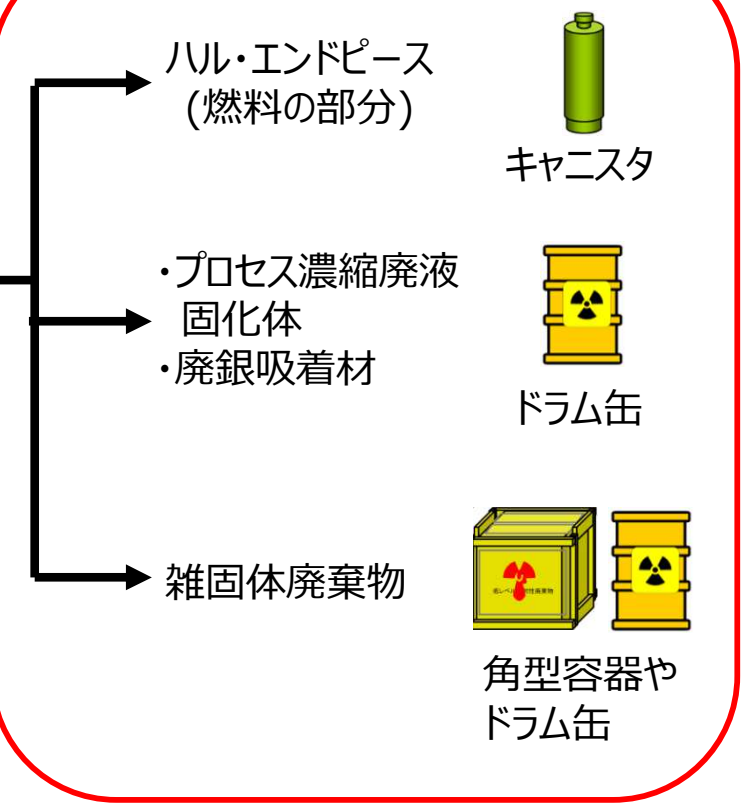 ハル・エンドピース
(燃料の部分)
キャニスタ
・プロセス濃縮廃液
固化体
・廃銀吸着材
ドラム缶
雑固体廃棄物
角型容器や
ドラム缶